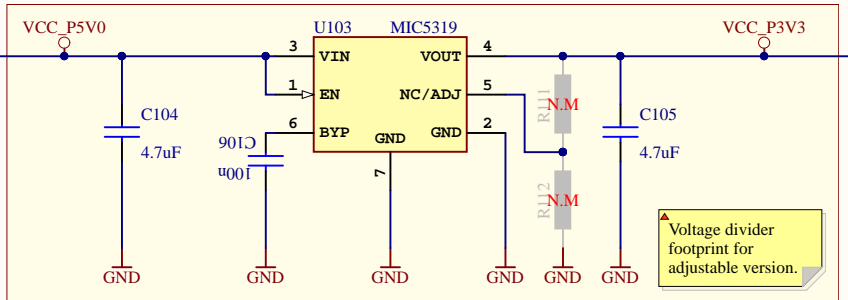 VCC_P5V0
U103
MIC5319
VCC_P3V3
3
VIN
VOUT
4
1
EN
NC/ADJ
5
6
BYP
GND
GND
2
7
C104
4.7uF
C106
100n
R111
N.M
R112
N.M
C105
4.7uF
Voltage divider
footprint for
adjustable version.
GND
GND
GND
GND
GND
GND